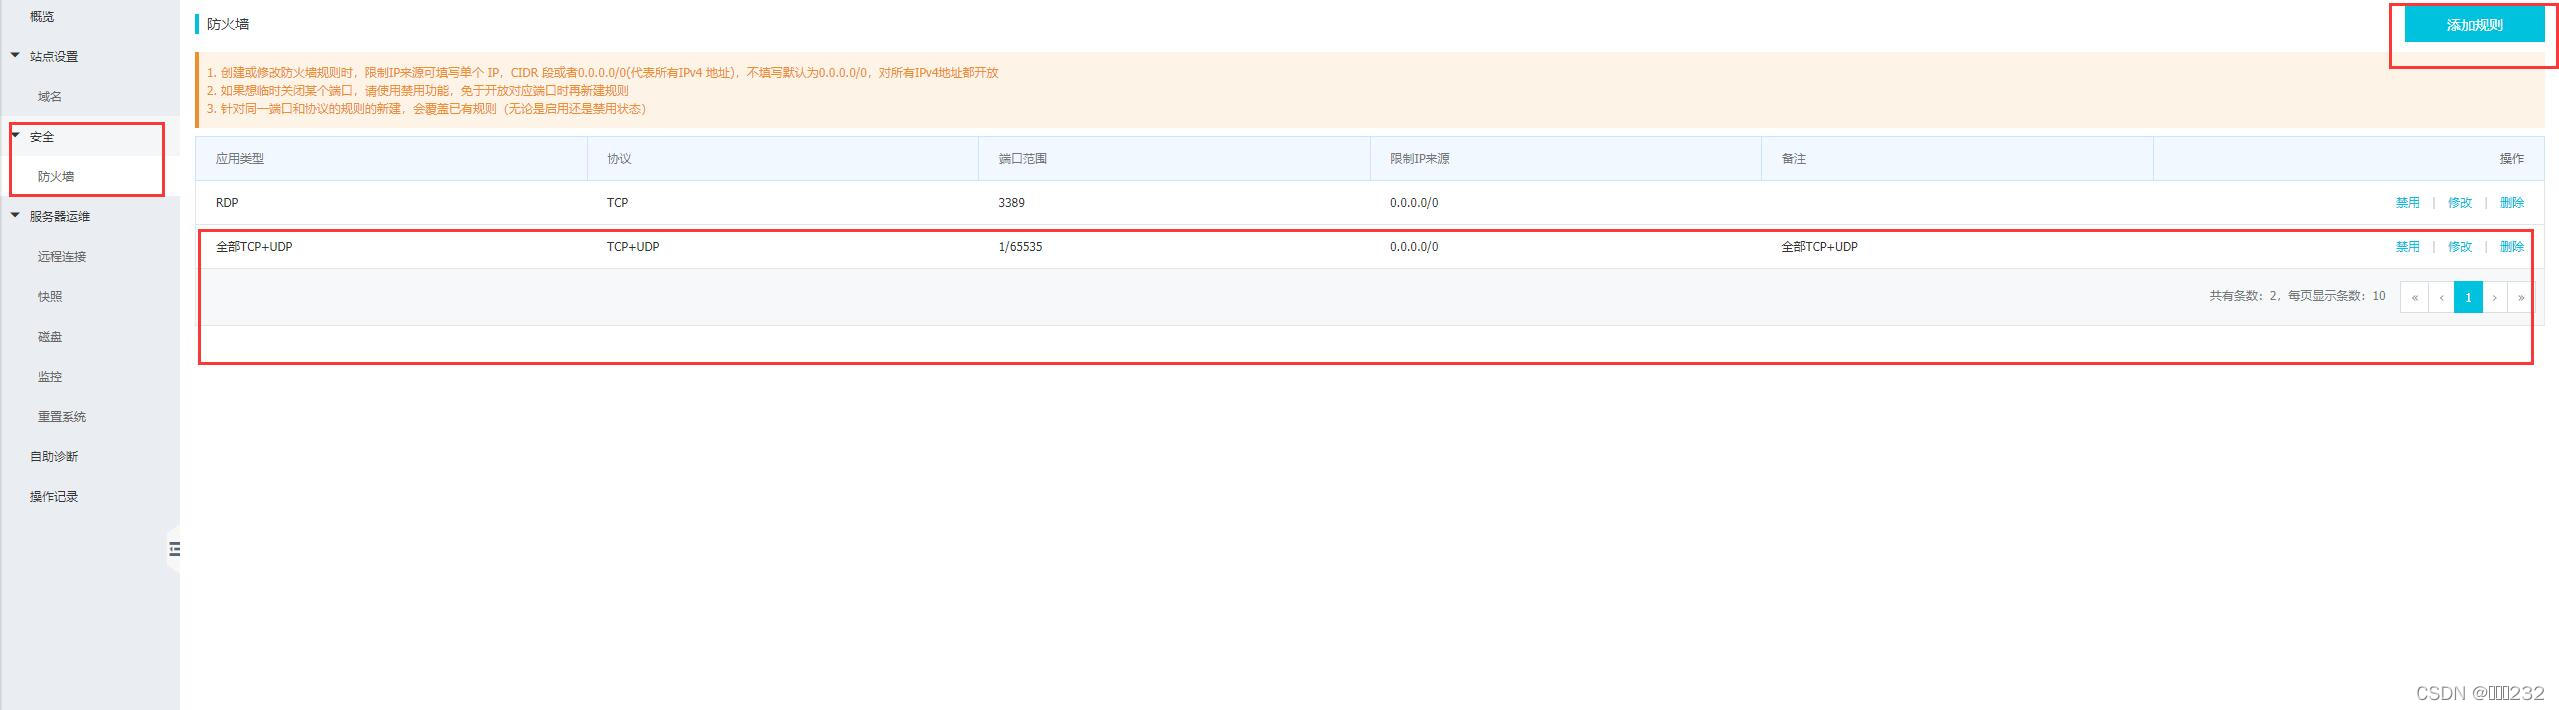 概览
站点设置
域名
安全
防火墙
服务器运维
远程连接
快照
磁盘
监控
重置系统
自助诊断
操作记录
防火墙
添加规则
1. 创建或修改防火墙规则时，限制IP来源可填写单个 IP，CIDR 段或者0.0.0.0/0(代表所有IPv4 地址)，不填写默认为0.0.0.0/0，对所有IPv4地址都开放
2. 如果想临时关闭某个端口，请使用禁用功能，免于开放对应端口时再新建规则
3. 针对同一端口和协议的规则的新建，会覆盖已有规则（无论是启用还是禁用状态）
应用类型 协议 端口范围 限制IP来源 备注 操作
RDP TCP 3389 0.0.0.0/0 禁用 | 修改 | 删除
全部TCP+UDP TCP+UDP 1/65535 0.0.0.0/0 全部TCP+UDP 禁用 | 修改 | 删除
共有条数：2，每页显示条数：10 « ‹ 1 › »
CSDN @232